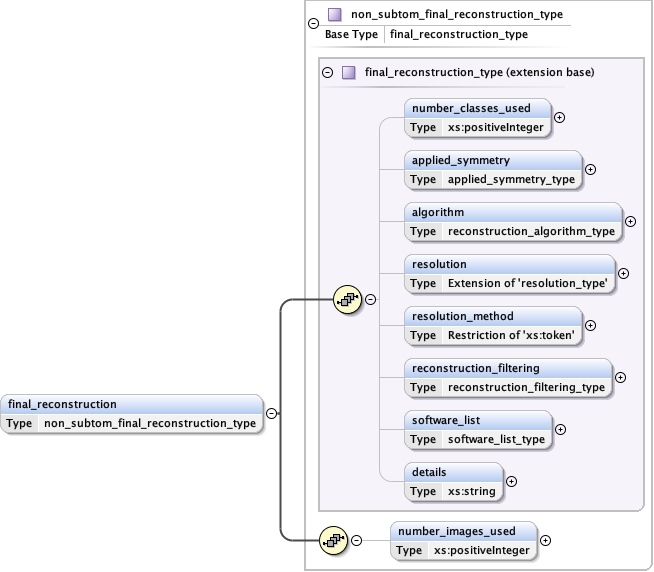 non_subtom_final_reconstruction_type
Base Type final_reconstruction_type
final_reconstruction_type (extension base)
number_classes_used
Type xs:positiveInteger
applied_symmetry
Type applied_symmetry_type
algorithm
Type reconstruction_algorithm_type
resolution
Type Extension of 'resolution_type'
resolution_method
Type Restriction of 'xs:token'
reconstruction_filtering
Type reconstruction_filtering_type
software_list
Type software_list_type
details
Type xs:string
final_reconstruction
Type non_subtom_final_reconstruction_type
number_images_used
Type xs:positiveInteger